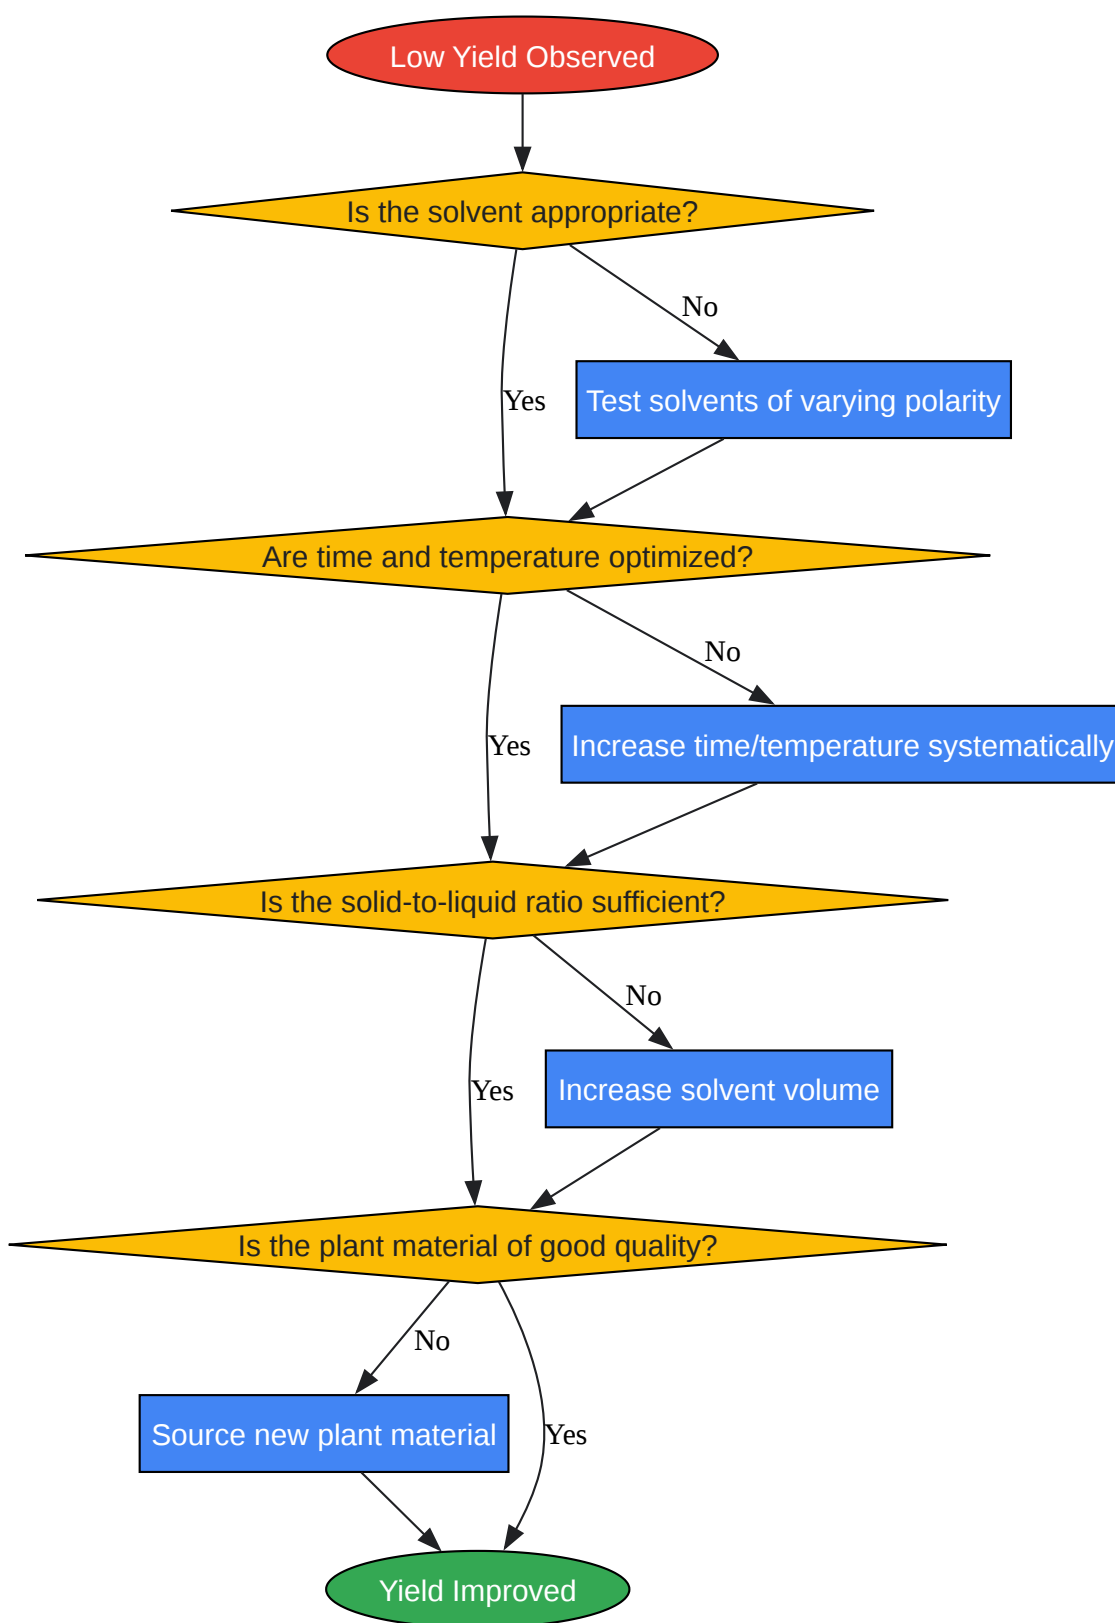 Low Yield Observed
Is the solvent appropriate?
No
Yes
Test solvents of varying polarity
Are time and temperature optimized?
No
Yes
Increase time/temperature systematically
Is the solid-to-liquid ratio sufficient?
No
Yes
Increase solvent volume
Is the plant material of good quality?
No
Source new plant material
Yes
Yield Improved